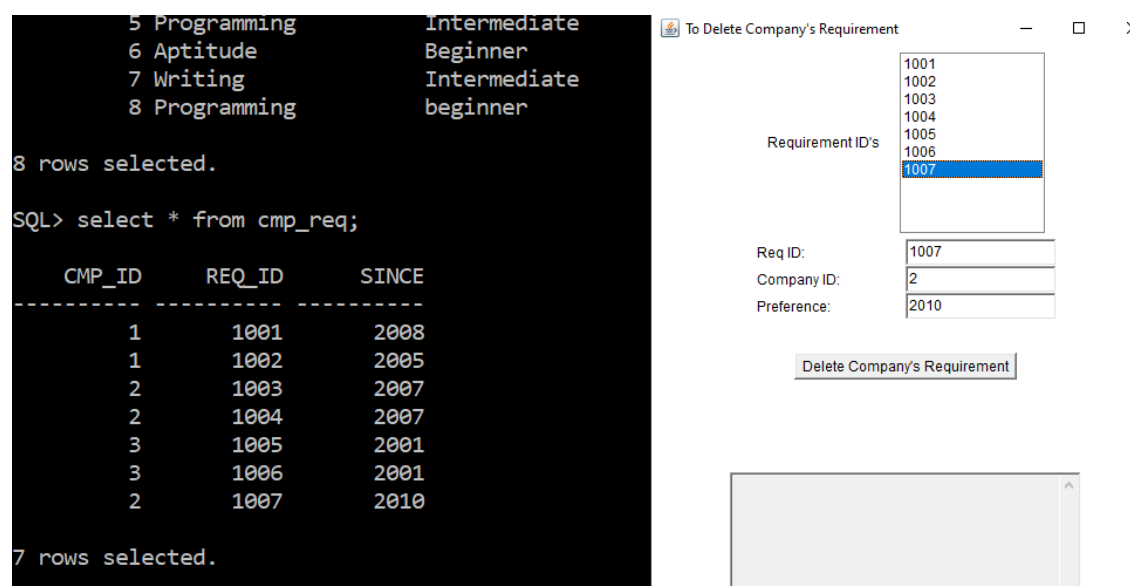 5 Programming Intermediate
6 Aptitude Beginner
7 Writing Intermediate
8 Programming beginner
8 rows selected.
SQL> select * from cmp_req;
CMP_ID REQ_ID SINCE
---------- ---------- ----------
1 1001 2008
1 1002 2005
2 1003 2007
2 1004 2007
3 1005 2001
3 1006 2001
2 1007 2010
7 rows selected.
To Delete Company's Requirement
1001
1002
1003
1004
1005
1006
1007
Requirement ID's
Req ID: 1007
Company ID: 2
Preference: 2010
Delete Company's Requirement